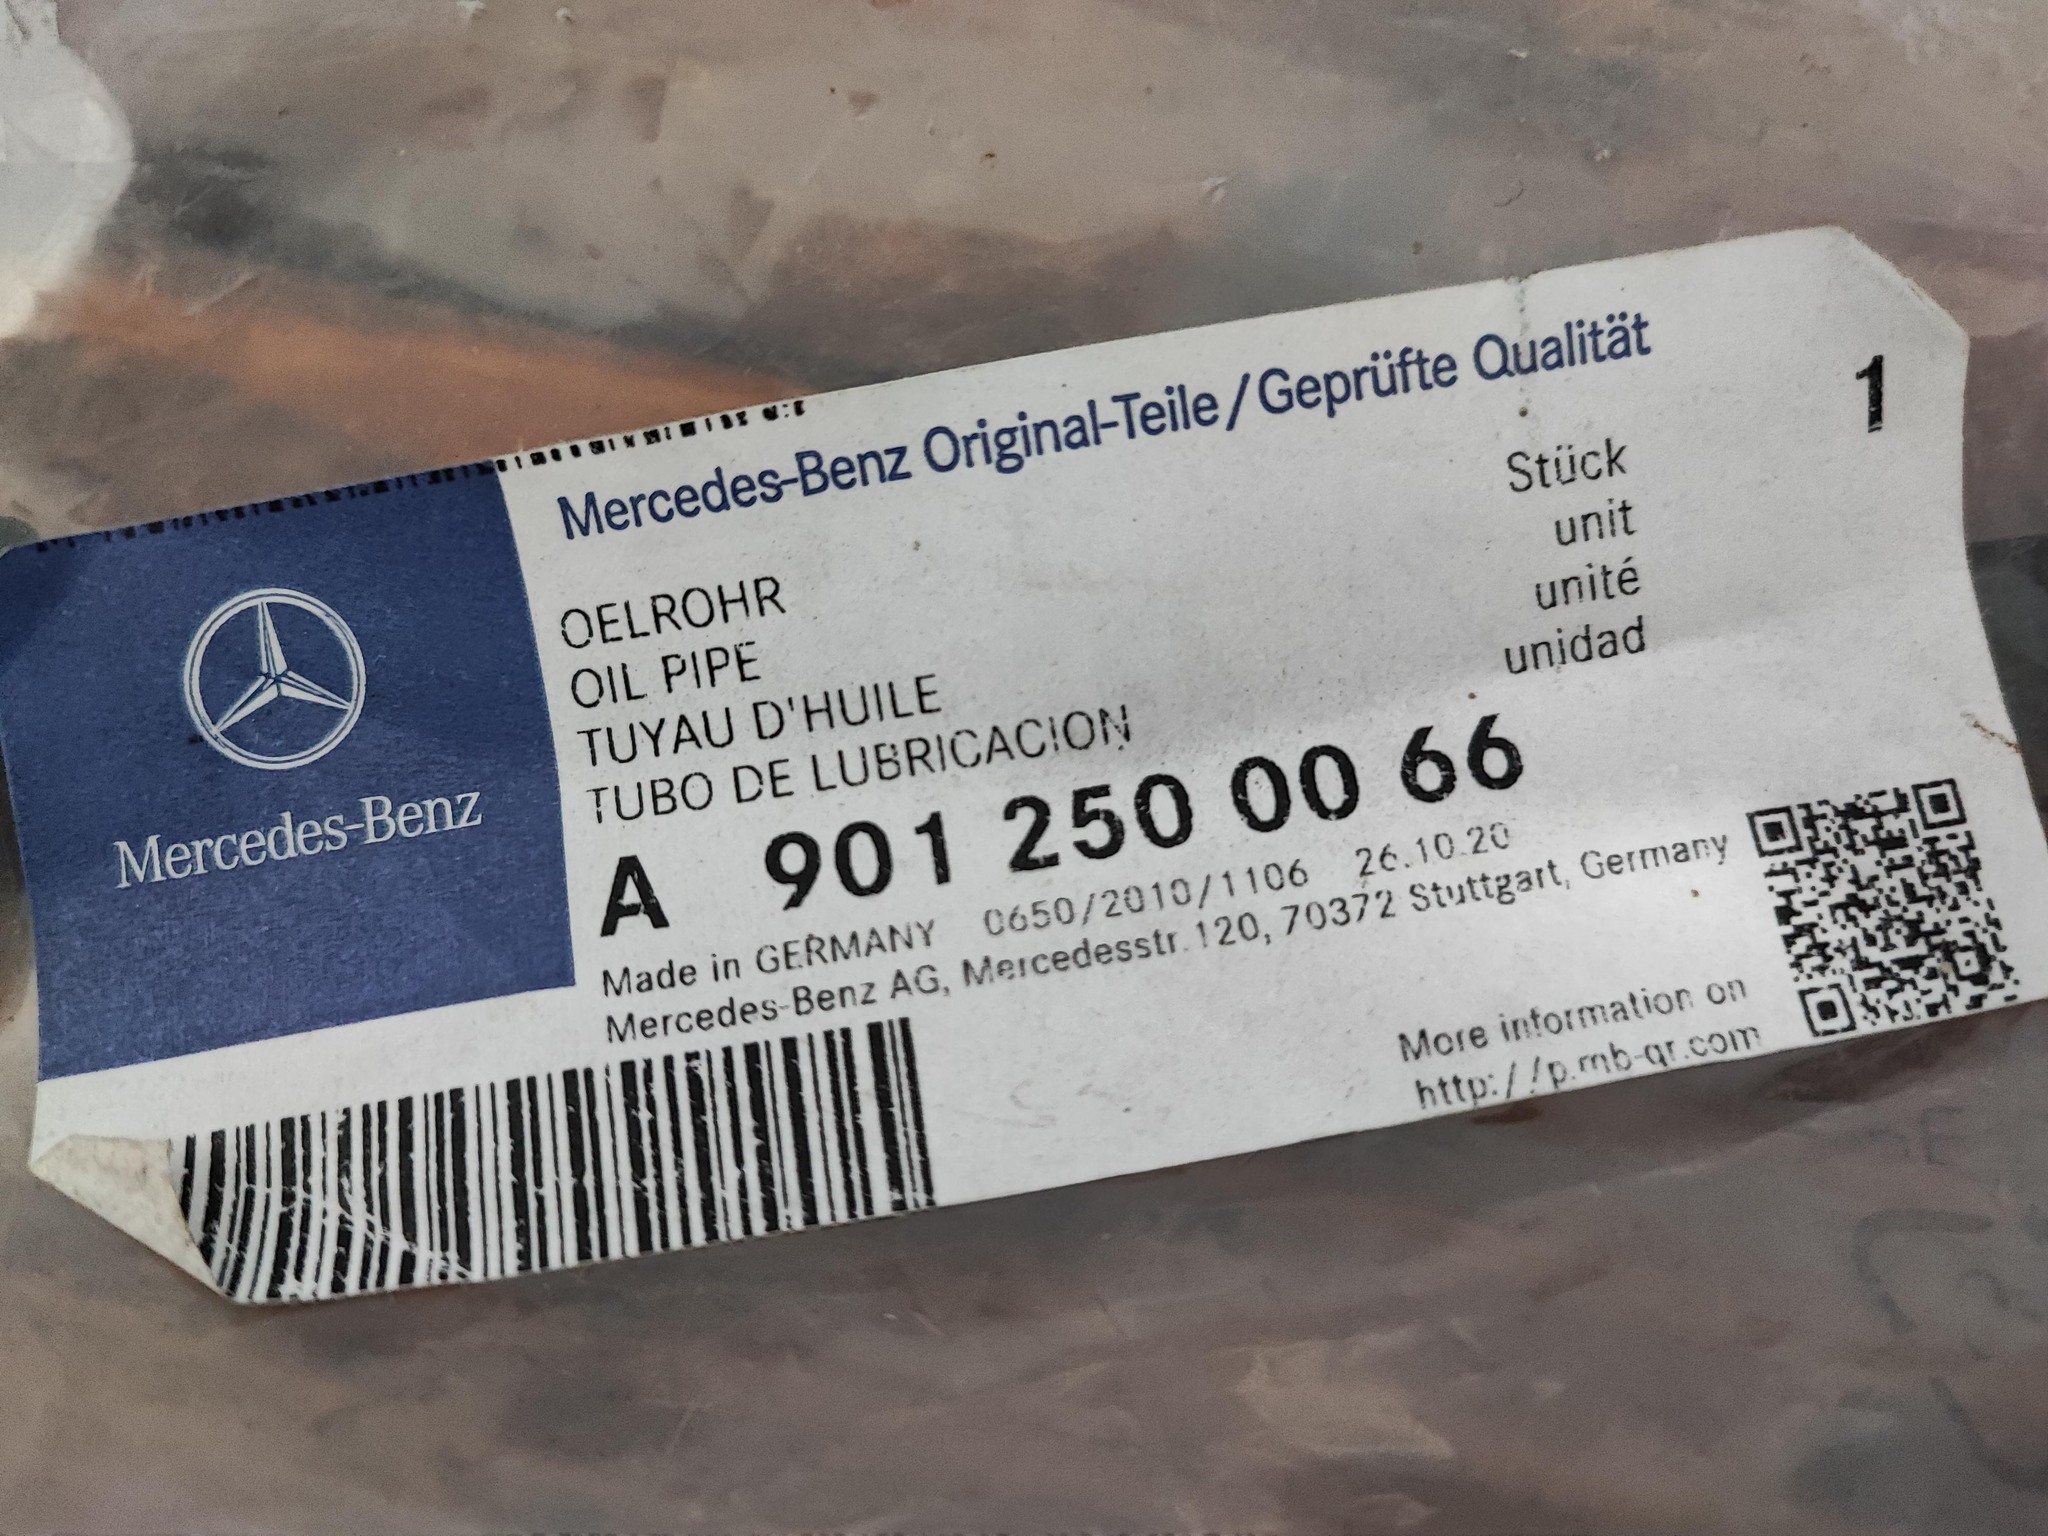 Mercedes-Benz Original-Teile/Geprüfte Qualität
1
Stück
unit
unité
unidad
OELROHR
OIL PIPE
TUYAU D'HUILE
TUBO DE LUBRICACION
A 901 250 00 66
Made in GERMANY 0650/2010/1106 26.10.20
Mercedes-Benz AG, Mercedesstr.120, 70372 Stuttgart, Germany
More information on
http://p.mb-qr.com
Mercedes-Benz